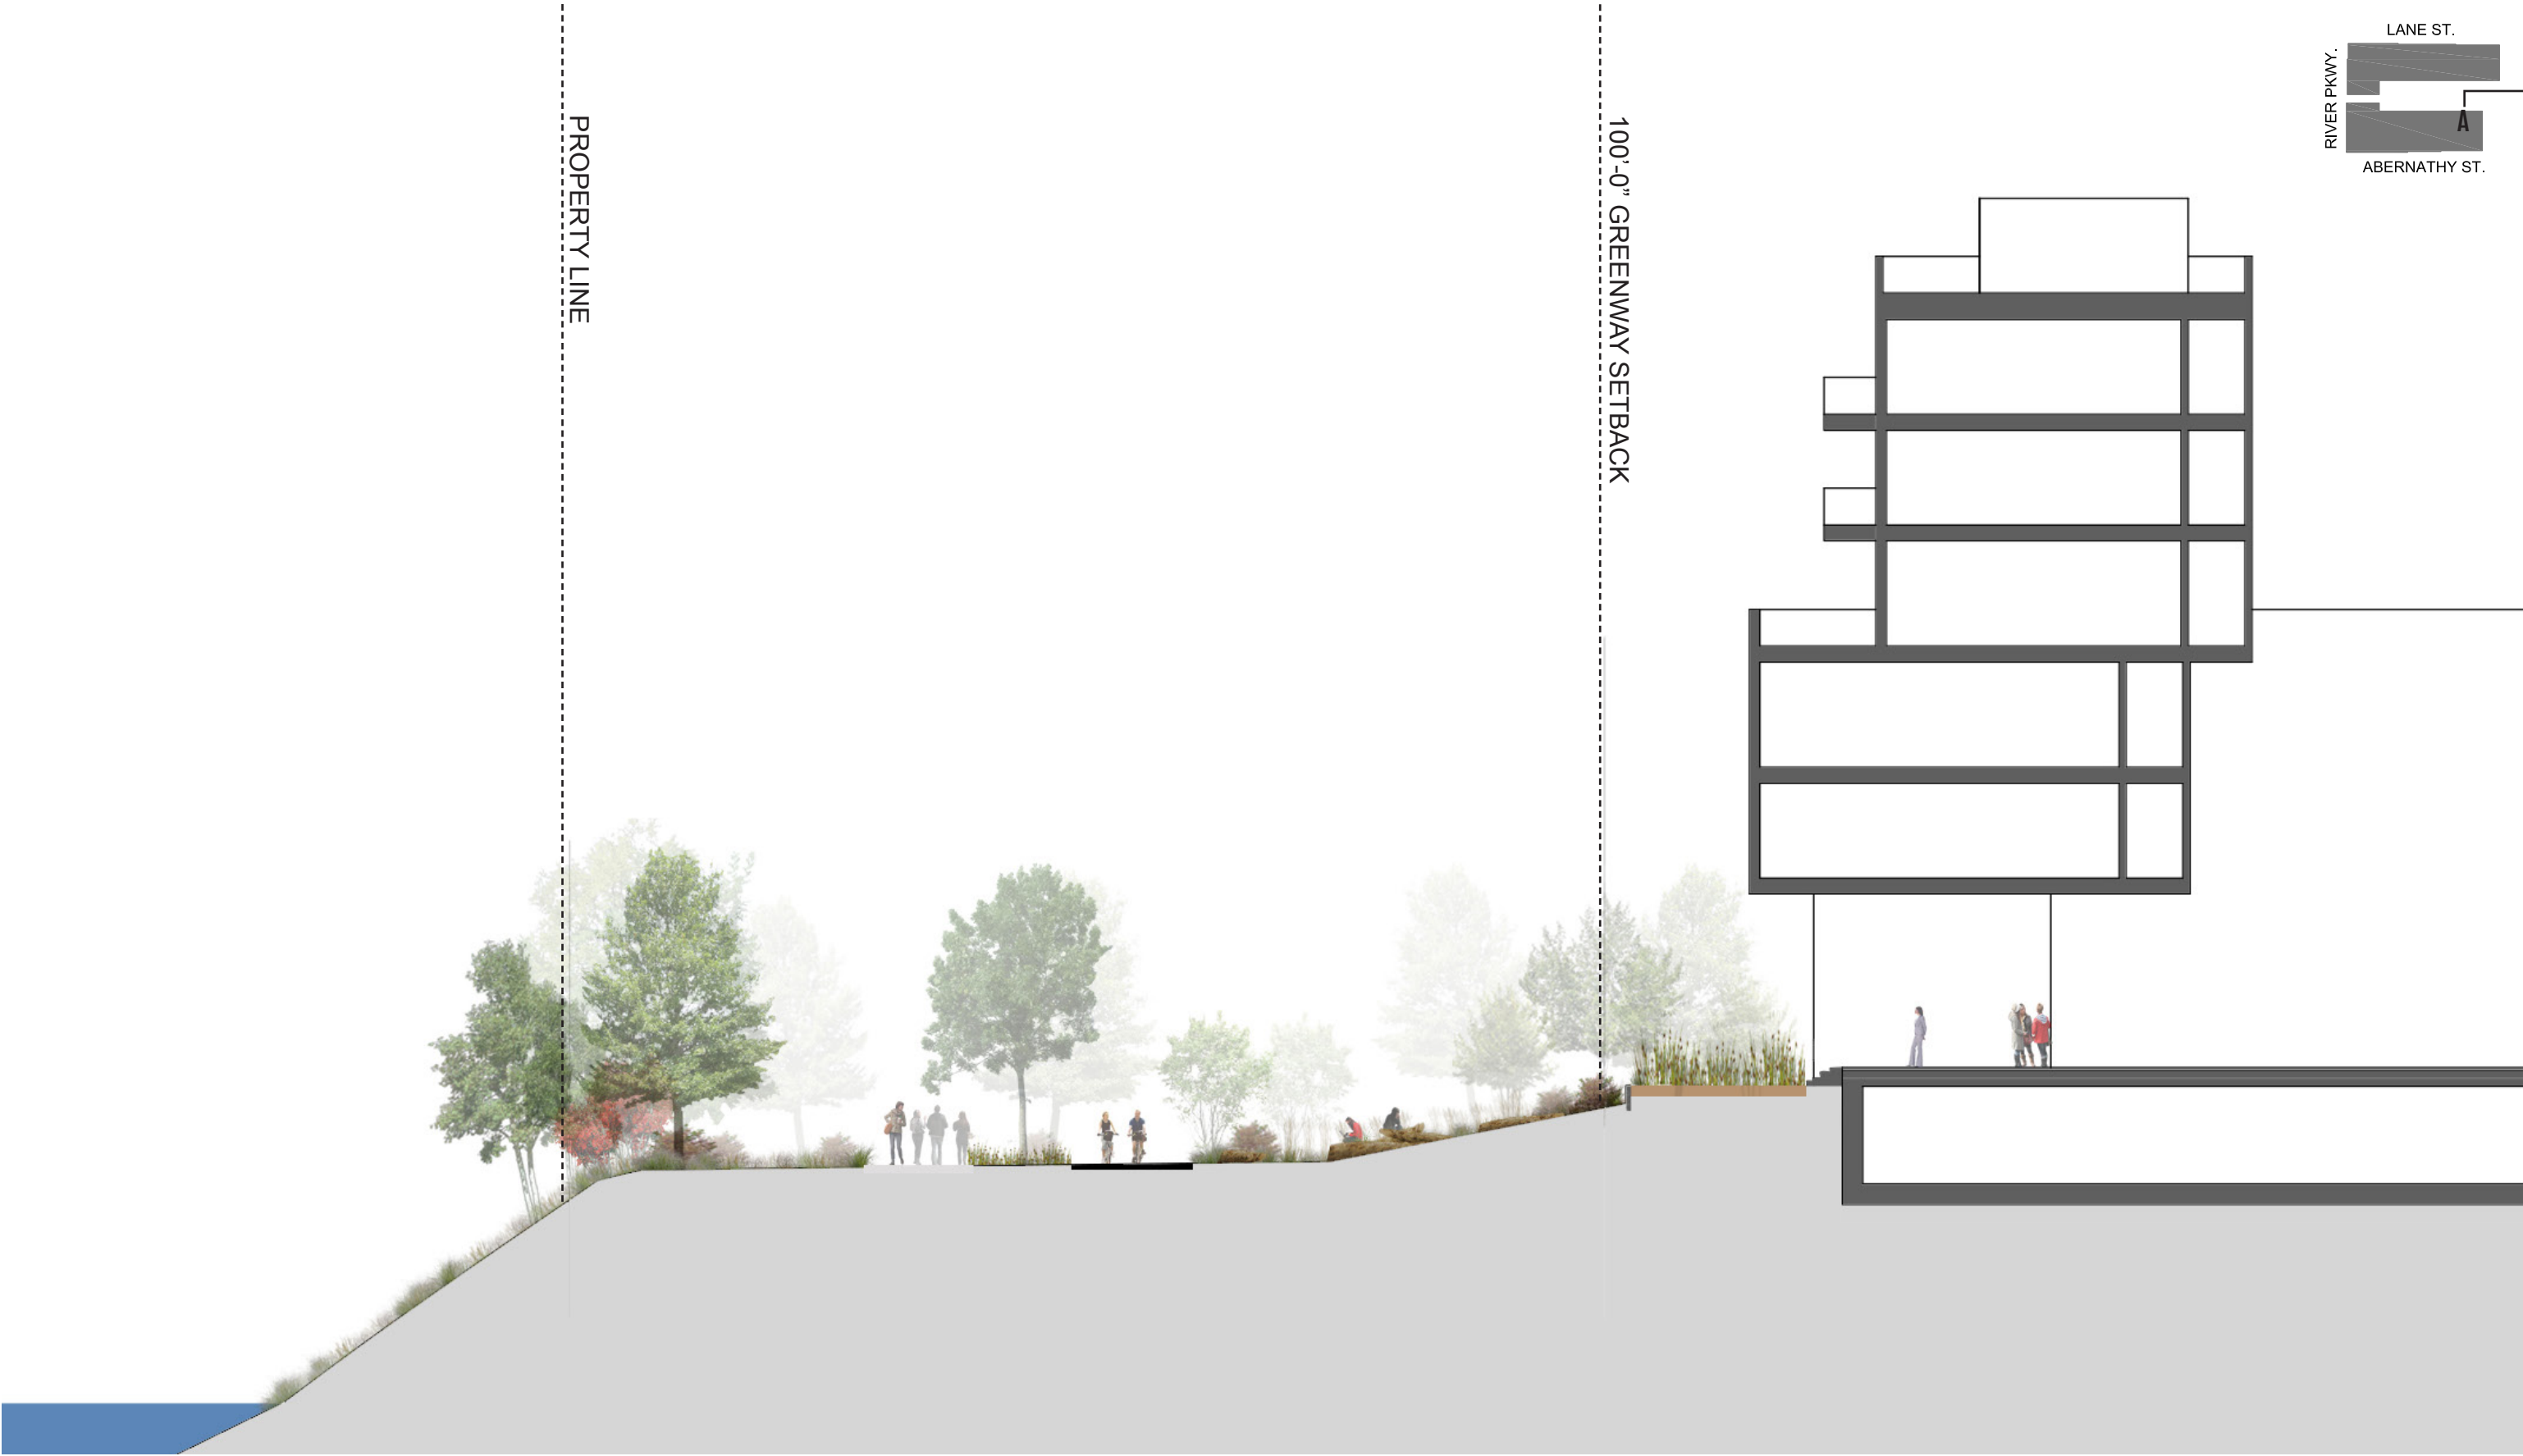 PROPERTY LINE
100’-0” GREENWAY SETBACK
LANE ST.
RIVER PKWY.
A
ABERNATHY ST.